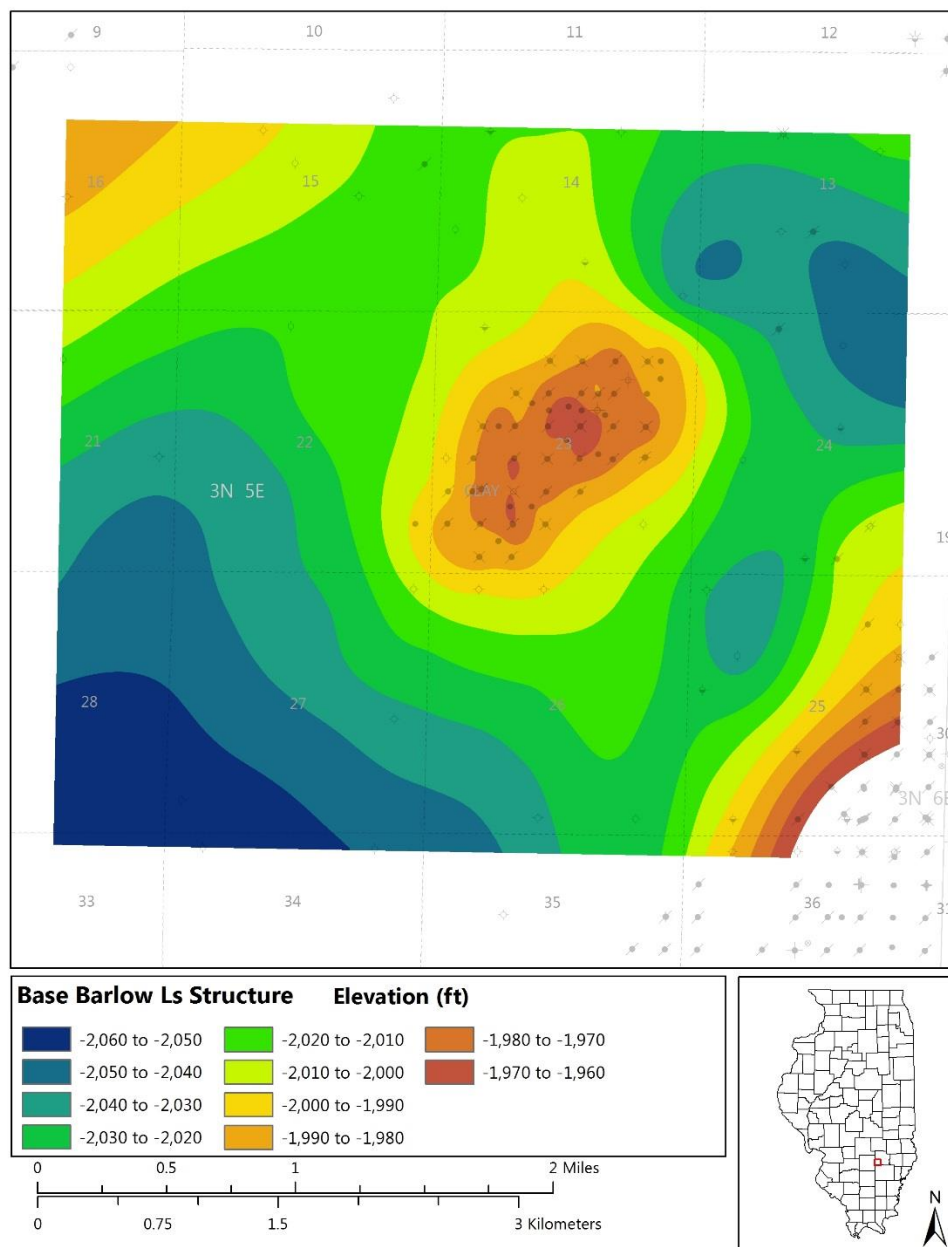 9 10 11 12
16 15 14 13
21 22 23 24
3N 5E CLAY
19
28 27 26 25
30
3N 6E
33 34 35 36 31
Base Barlow Ls Structure Elevation (ft)
-2,060 to -2,050 -2,020 to -2,010 -1,980 to -1,970
-2,050 to -2,040 -2,010 to -2,000 -1,970 to -1,960
-2,040 to -2,030 -2,000 to -1,990
-2,030 to -2,020 -1,990 to -1,980
0 0.5 1 2 Miles
0 0.75 1.5 3 Kilometers
N